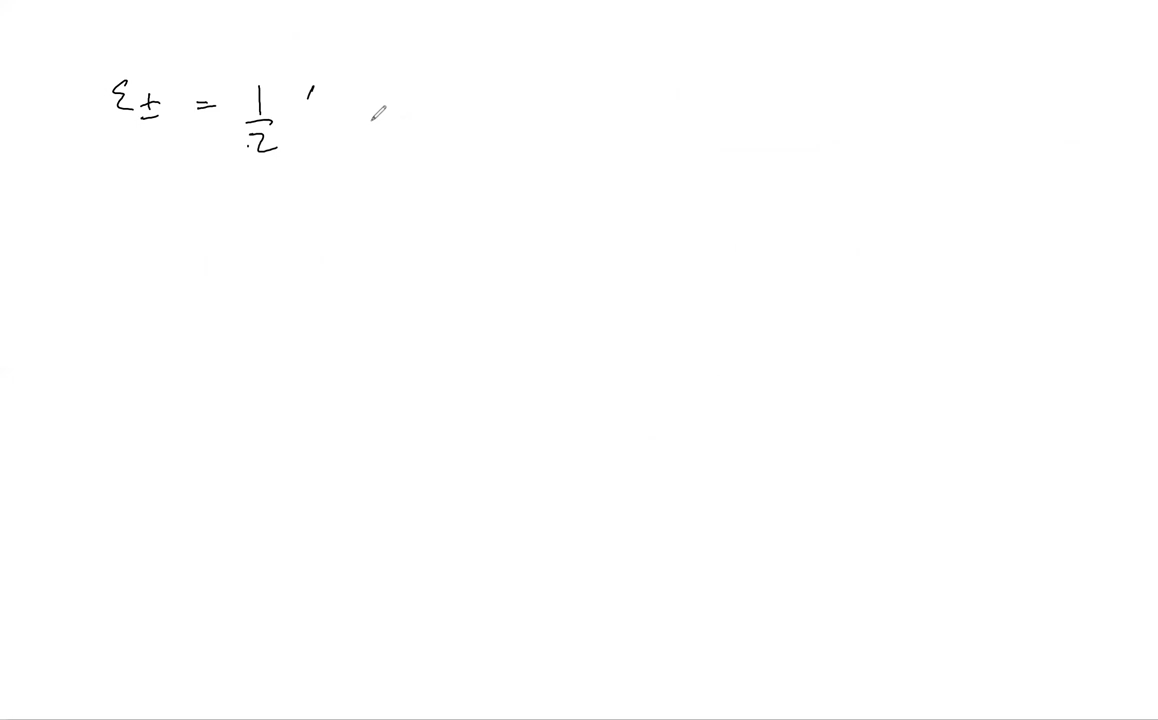 ε± = 1/2 '